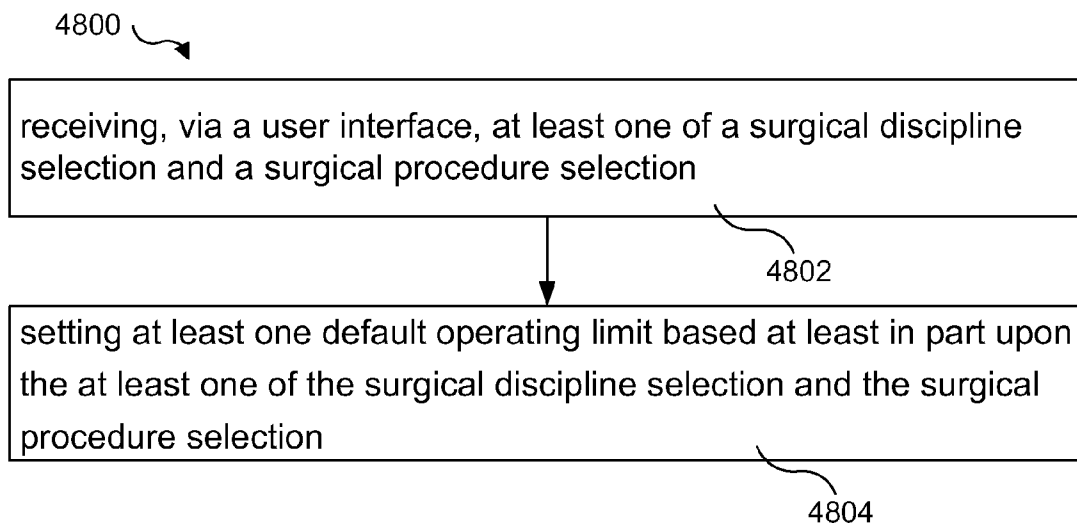 4800
receiving, via a user interface, at least one of a surgical discipline
selection and a surgical procedure selection
4802
setting at least one default operating limit based at least in part upon
the at least one of the surgical discipline selection and the surgical
procedure selection
4804